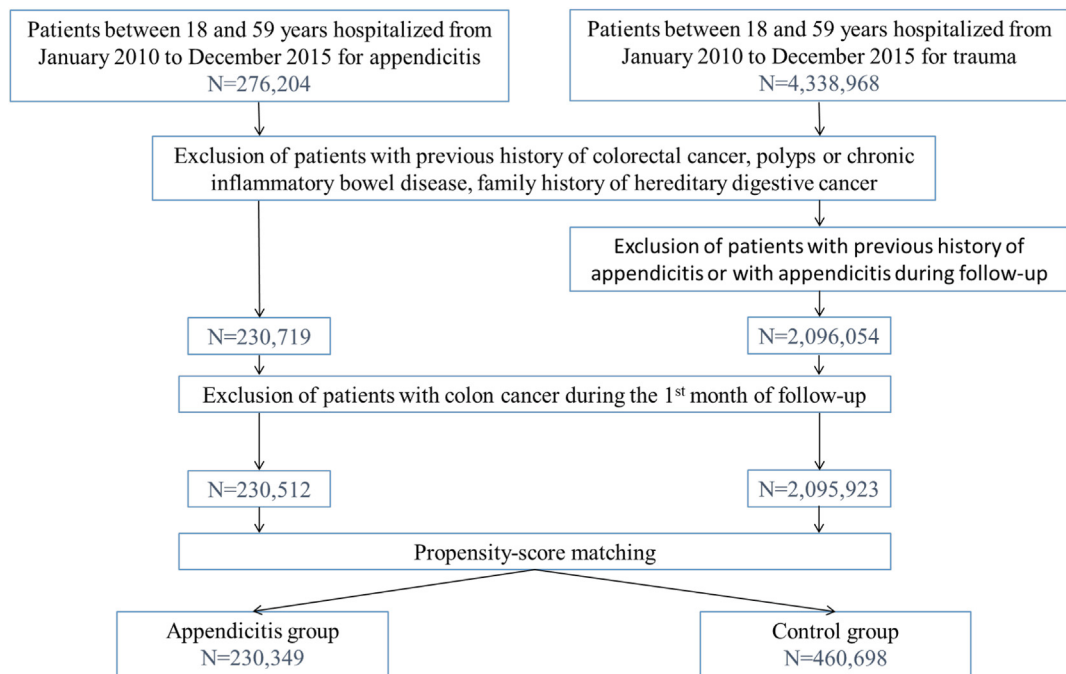 Patients between 18 and 59 years hospitalized from
January 2010 to December 2015 for appendicitis
N=276,204
Patients between 18 and 59 years hospitalized from
January 2010 to December 2015 for trauma
N=4,338,968
Exclusion of patients with previous history of colorectal cancer, polyps or chronic
inflammatory bowel disease, family history of hereditary digestive cancer
Exclusion of patients with previous history of
appendicitis or with appendicitis during follow-up
N=230,719
N=2,096,054
Exclusion of patients with colon cancer during the 1st month of follow-up
N=230,512
N=2,095,923
Propensity-score matching
Appendicitis group
N=230,349
Control group
N=460,698